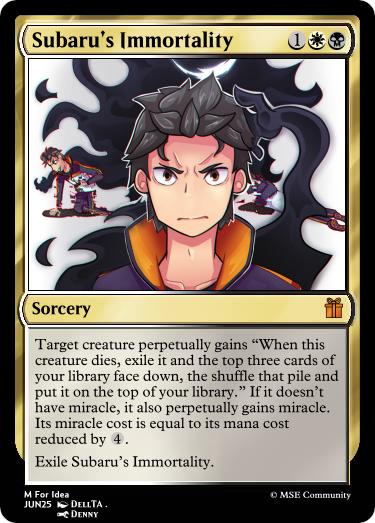 Subaru's Immortality 1
Sorcery
Target creature perpetually gains “When this
creature dies, exile it and the top three cards of
your library face down, the shuffle that pile and
put it on the top of your library.” If it doesn't
have miracle, it also perpetually gains miracle.
Its miracle cost is equal to its mana cost
reduced by 4 .
Exile Subaru's Immortality.
M For Idea
JUN25 DellTA .
Denny
© MSE Community